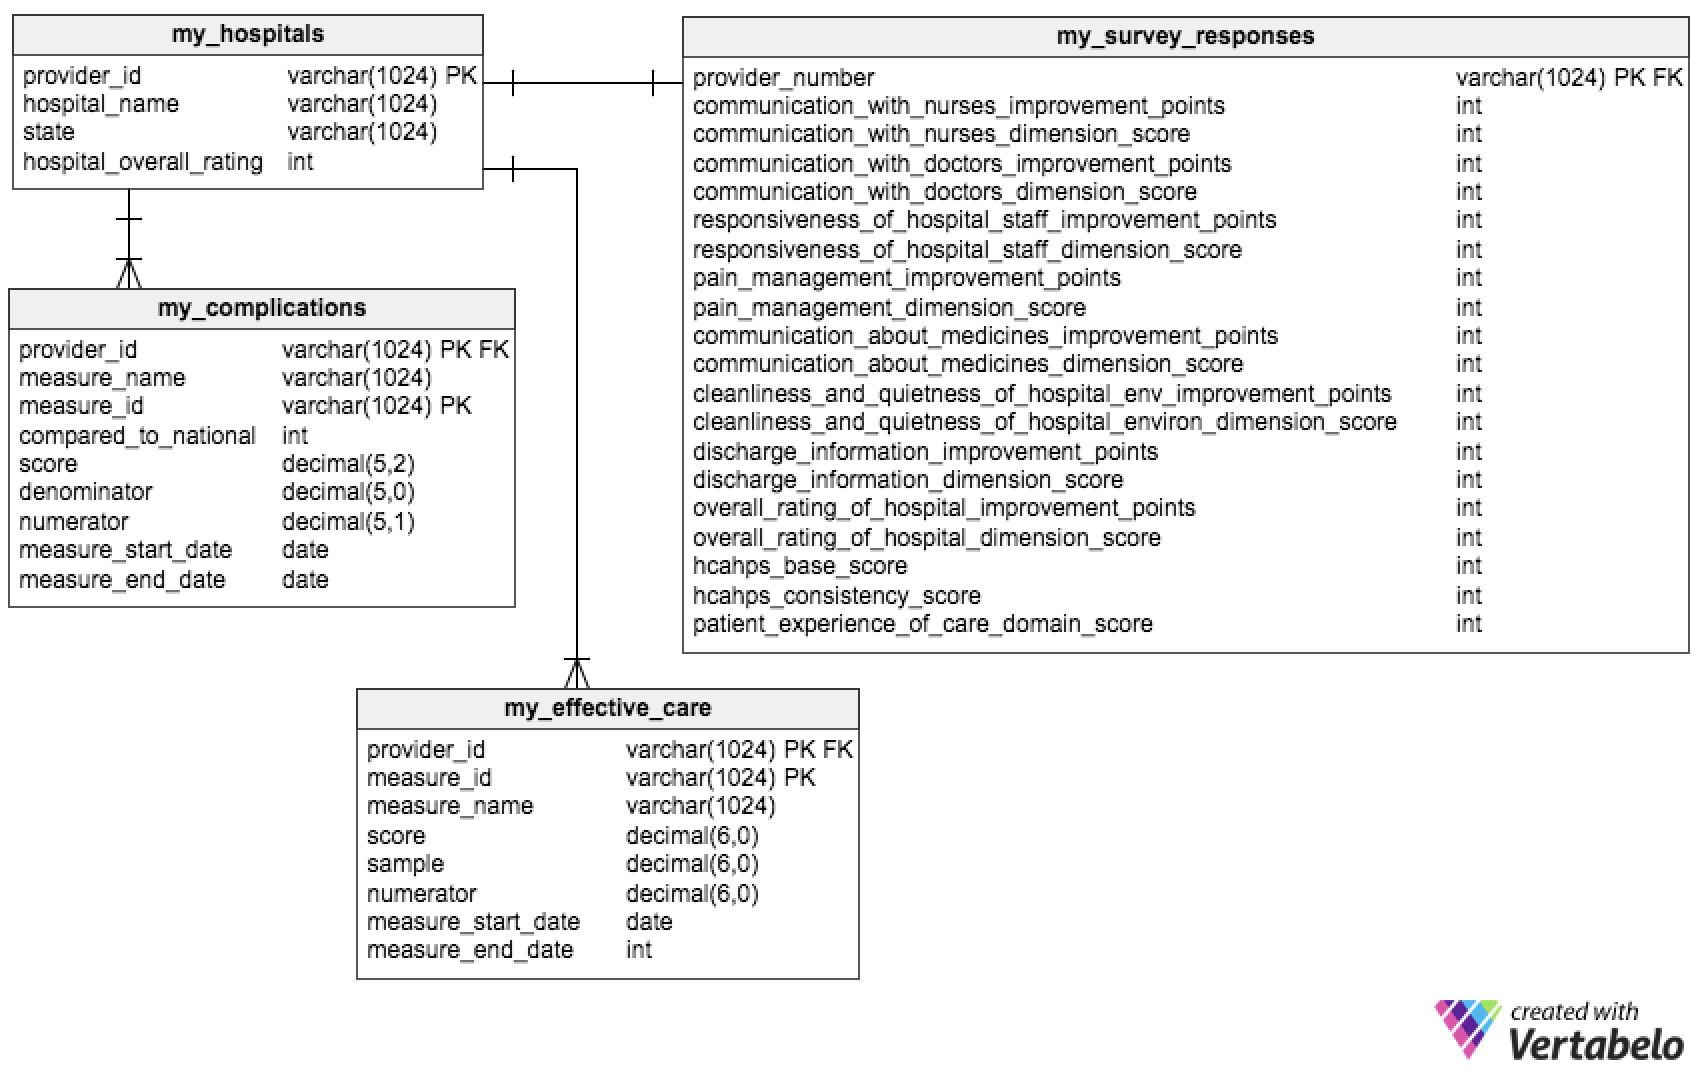 my_hospitals
provider_id varchar(1024) PK
hospital_name varchar(1024)
state varchar(1024)
hospital_overall_rating int
my_survey_responses
provider_number varchar(1024) PK FK
communication_with_nurses_improvement_points int
communication_with_nurses_dimension_score int
communication_with_doctors_improvement_points int
communication_with_doctors_dimension_score int
responsiveness_of_hospital_staff_improvement_points int
responsiveness_of_hospital_staff_dimension_score int
pain_management_improvement_points int
pain_management_dimension_score int
communication_about_medicines_improvement_points int
communication_about_medicines_dimension_score int
cleanliness_and_quietness_of_hospital_env_improvement_points int
cleanliness_and_quietness_of_hospital_environ_dimension_score int
discharge_information_improvement_points int
discharge_information_dimension_score int
overall_rating_of_hospital_improvement_points int
overall_rating_of_hospital_dimension_score int
hcahps_base_score int
hcahps_consistency_score int
patient_experience_of_care_domain_score int
my_complications
provider_id varchar(1024) PK FK
measure_name varchar(1024)
measure_id varchar(1024) PK
compared_to_national int
score decimal(5,2)
denominator decimal(5,0)
numerator decimal(5,1)
measure_start_date date
measure_end_date date
my_effective_care
provider_id varchar(1024) PK FK
measure_id varchar(1024) PK
measure_name varchar(1024)
score decimal(6,0)
sample decimal(6,0)
numerator decimal(6,0)
measure_start_date date
measure_end_date int
created with
Vertabelo